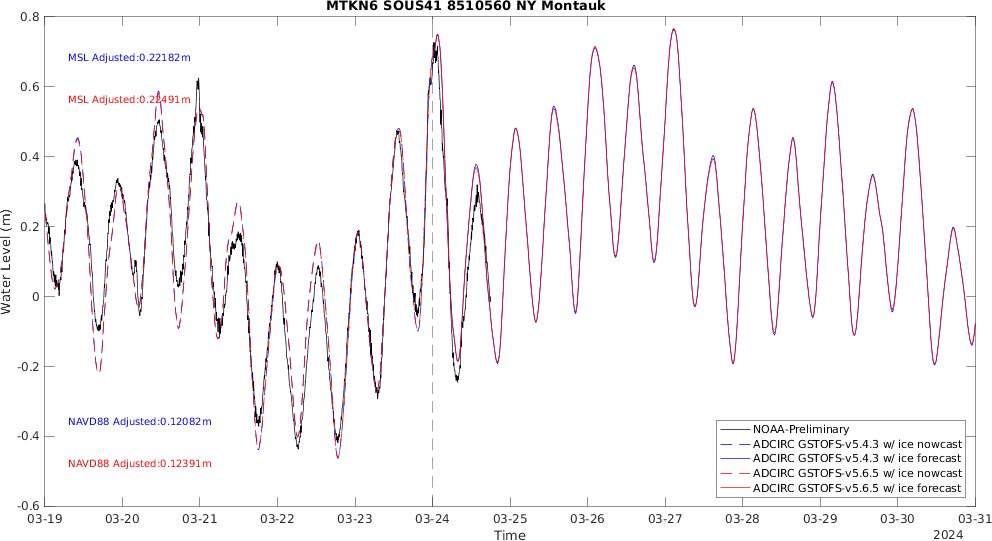 MTKN6 SOUS41 8510560 NY Montauk
0.8
0.6
0.4
0.2
0
-0.2
-0.4
-0.6
Water Level (m)
MSL Adjusted:0.22182m
MSL Adjusted:0.22491m
NAVD88 Adjusted:0.12082m
NAVD88 Adjusted:0.12391m
NOAA-Preliminary
ADCIRC GSTOFS-v5.4.3 w/ ice nowcast
ADCIRC GSTOFS-v5.4.3 w/ ice forecast
ADCIRC GSTOFS-v5.6.5 w/ ice nowcast
ADCIRC GSTOFS-v5.6.5 w/ ice forecast
03-19 03-20 03-21 03-22 03-23 03-24 03-25 03-26 03-27 03-28 03-29 03-30 03-31
Time
2024